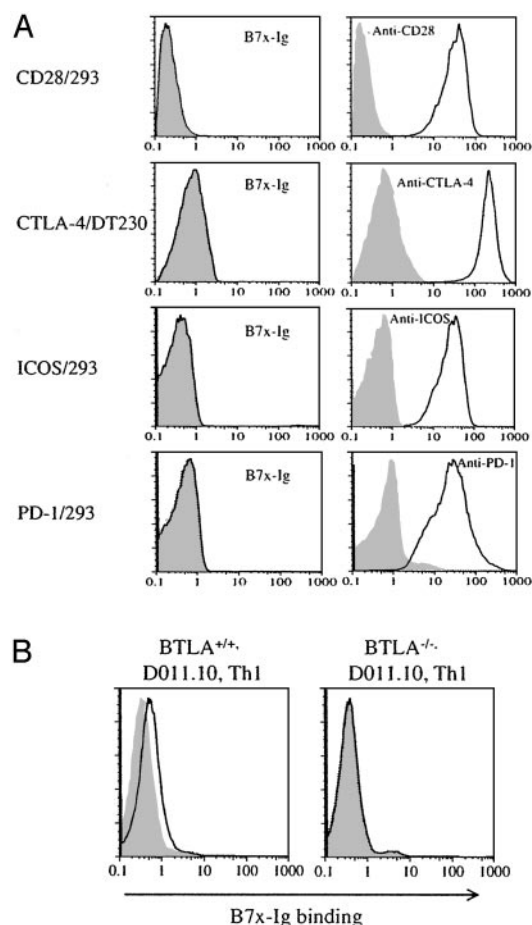 A
CD28/293
B7x-Ig
Anti-CD28
0.1 1 10 100 1000
0.1 1 10 100 1000
CTLA-4/DT230
B7x-Ig
Anti-CTLA-4
0.1 1 10 100 1000
0.1 1 10 100 1000
ICOS/293
B7x-Ig
Anti-ICOS
0.1 1 10 100 1000
0.1 1 10 100 1000
PD-1/293
B7x-Ig
Anti-PD-1
0.1 1 10 100 1000
0.1 1 10 100 1000
B
BTLA+/+, BTLA-/-,
D011.10, Th1 D011.10, Th1
0.1 1 10 100 1000
0.1 1 10 100 1000
B7x-Ig binding